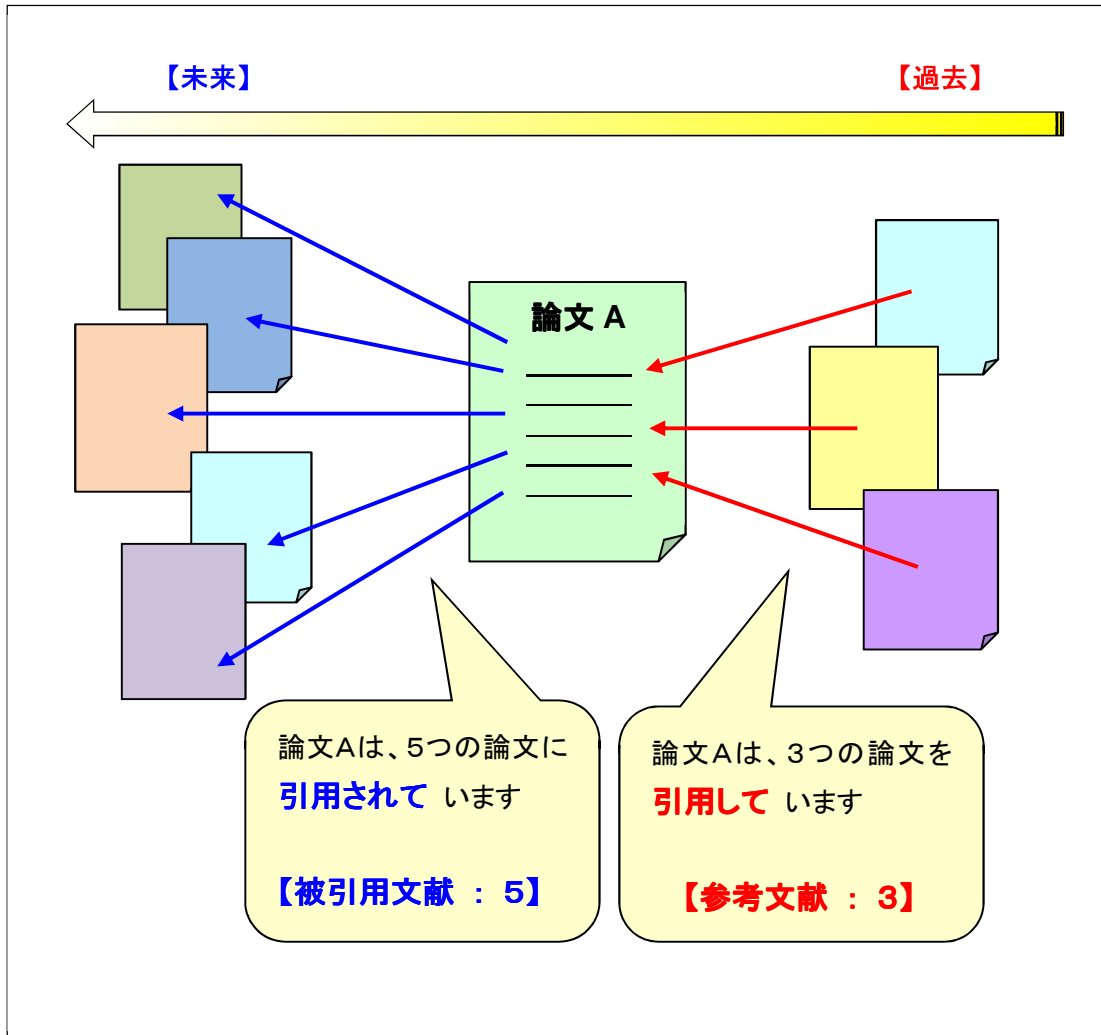 【未来】
【過去】
論文 A
論文Aは、5つの論文に
引用されて います
【被引用文献 : 5】
論文Aは、3つの論文を
引用して います
【参考文献 : 3】